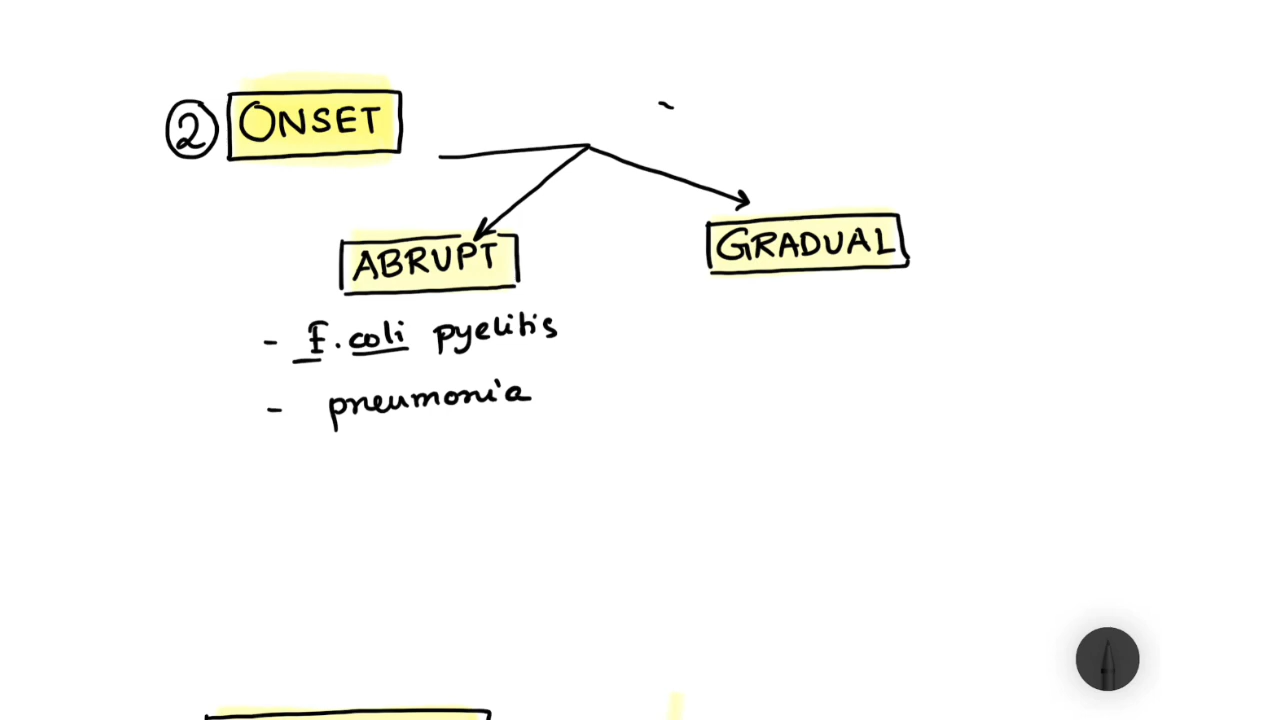 2 ONSET
ABRUPT
GRADUAL
- E. coli pyelitis
- pneumonia